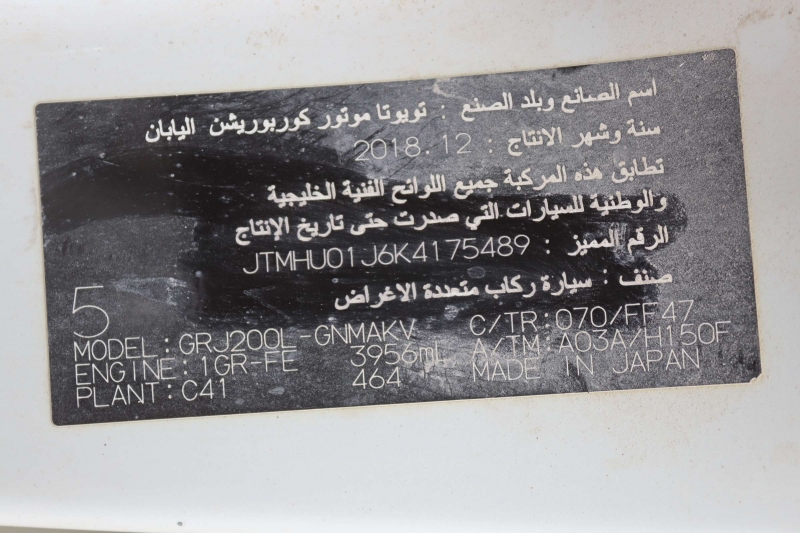 اسم الصانع وبلد الصنع : تويوتا موتور كوربوريشن اليابان
سنة وشهر الانتاج : 2018.12
تطابق هذه المركبة جميع اللوائح الفنية الخليجية
والوطنية للسيارات التي صدرت حتى تاريخ الإنتاج
الرقم المميز : JTMHU01J6K4175489
صنف : سيارة ركاب متعددة الاغراض
5
MODEL:GRJ200L-GNMAKV C/TR:070/FF47
ENGINE:1GR-FE 3956mL A/TM:A03A/H150F
PLANT:C41 464 MADE IN JAPAN